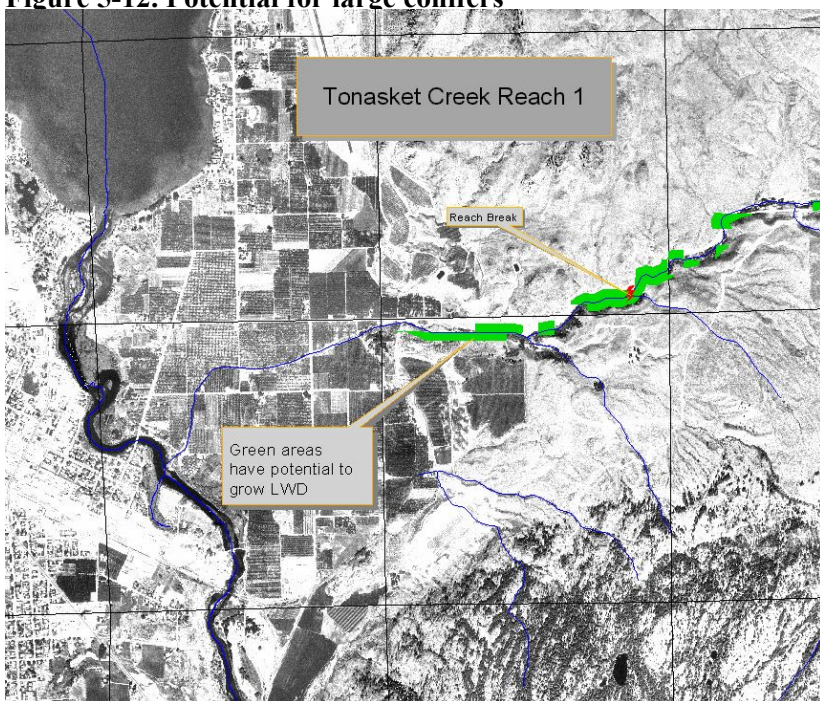 Figure 3-12. Potential for large conifers
Tonasket Creek Reach 1
Reach Break
Green areas
have potential to
grow LWD